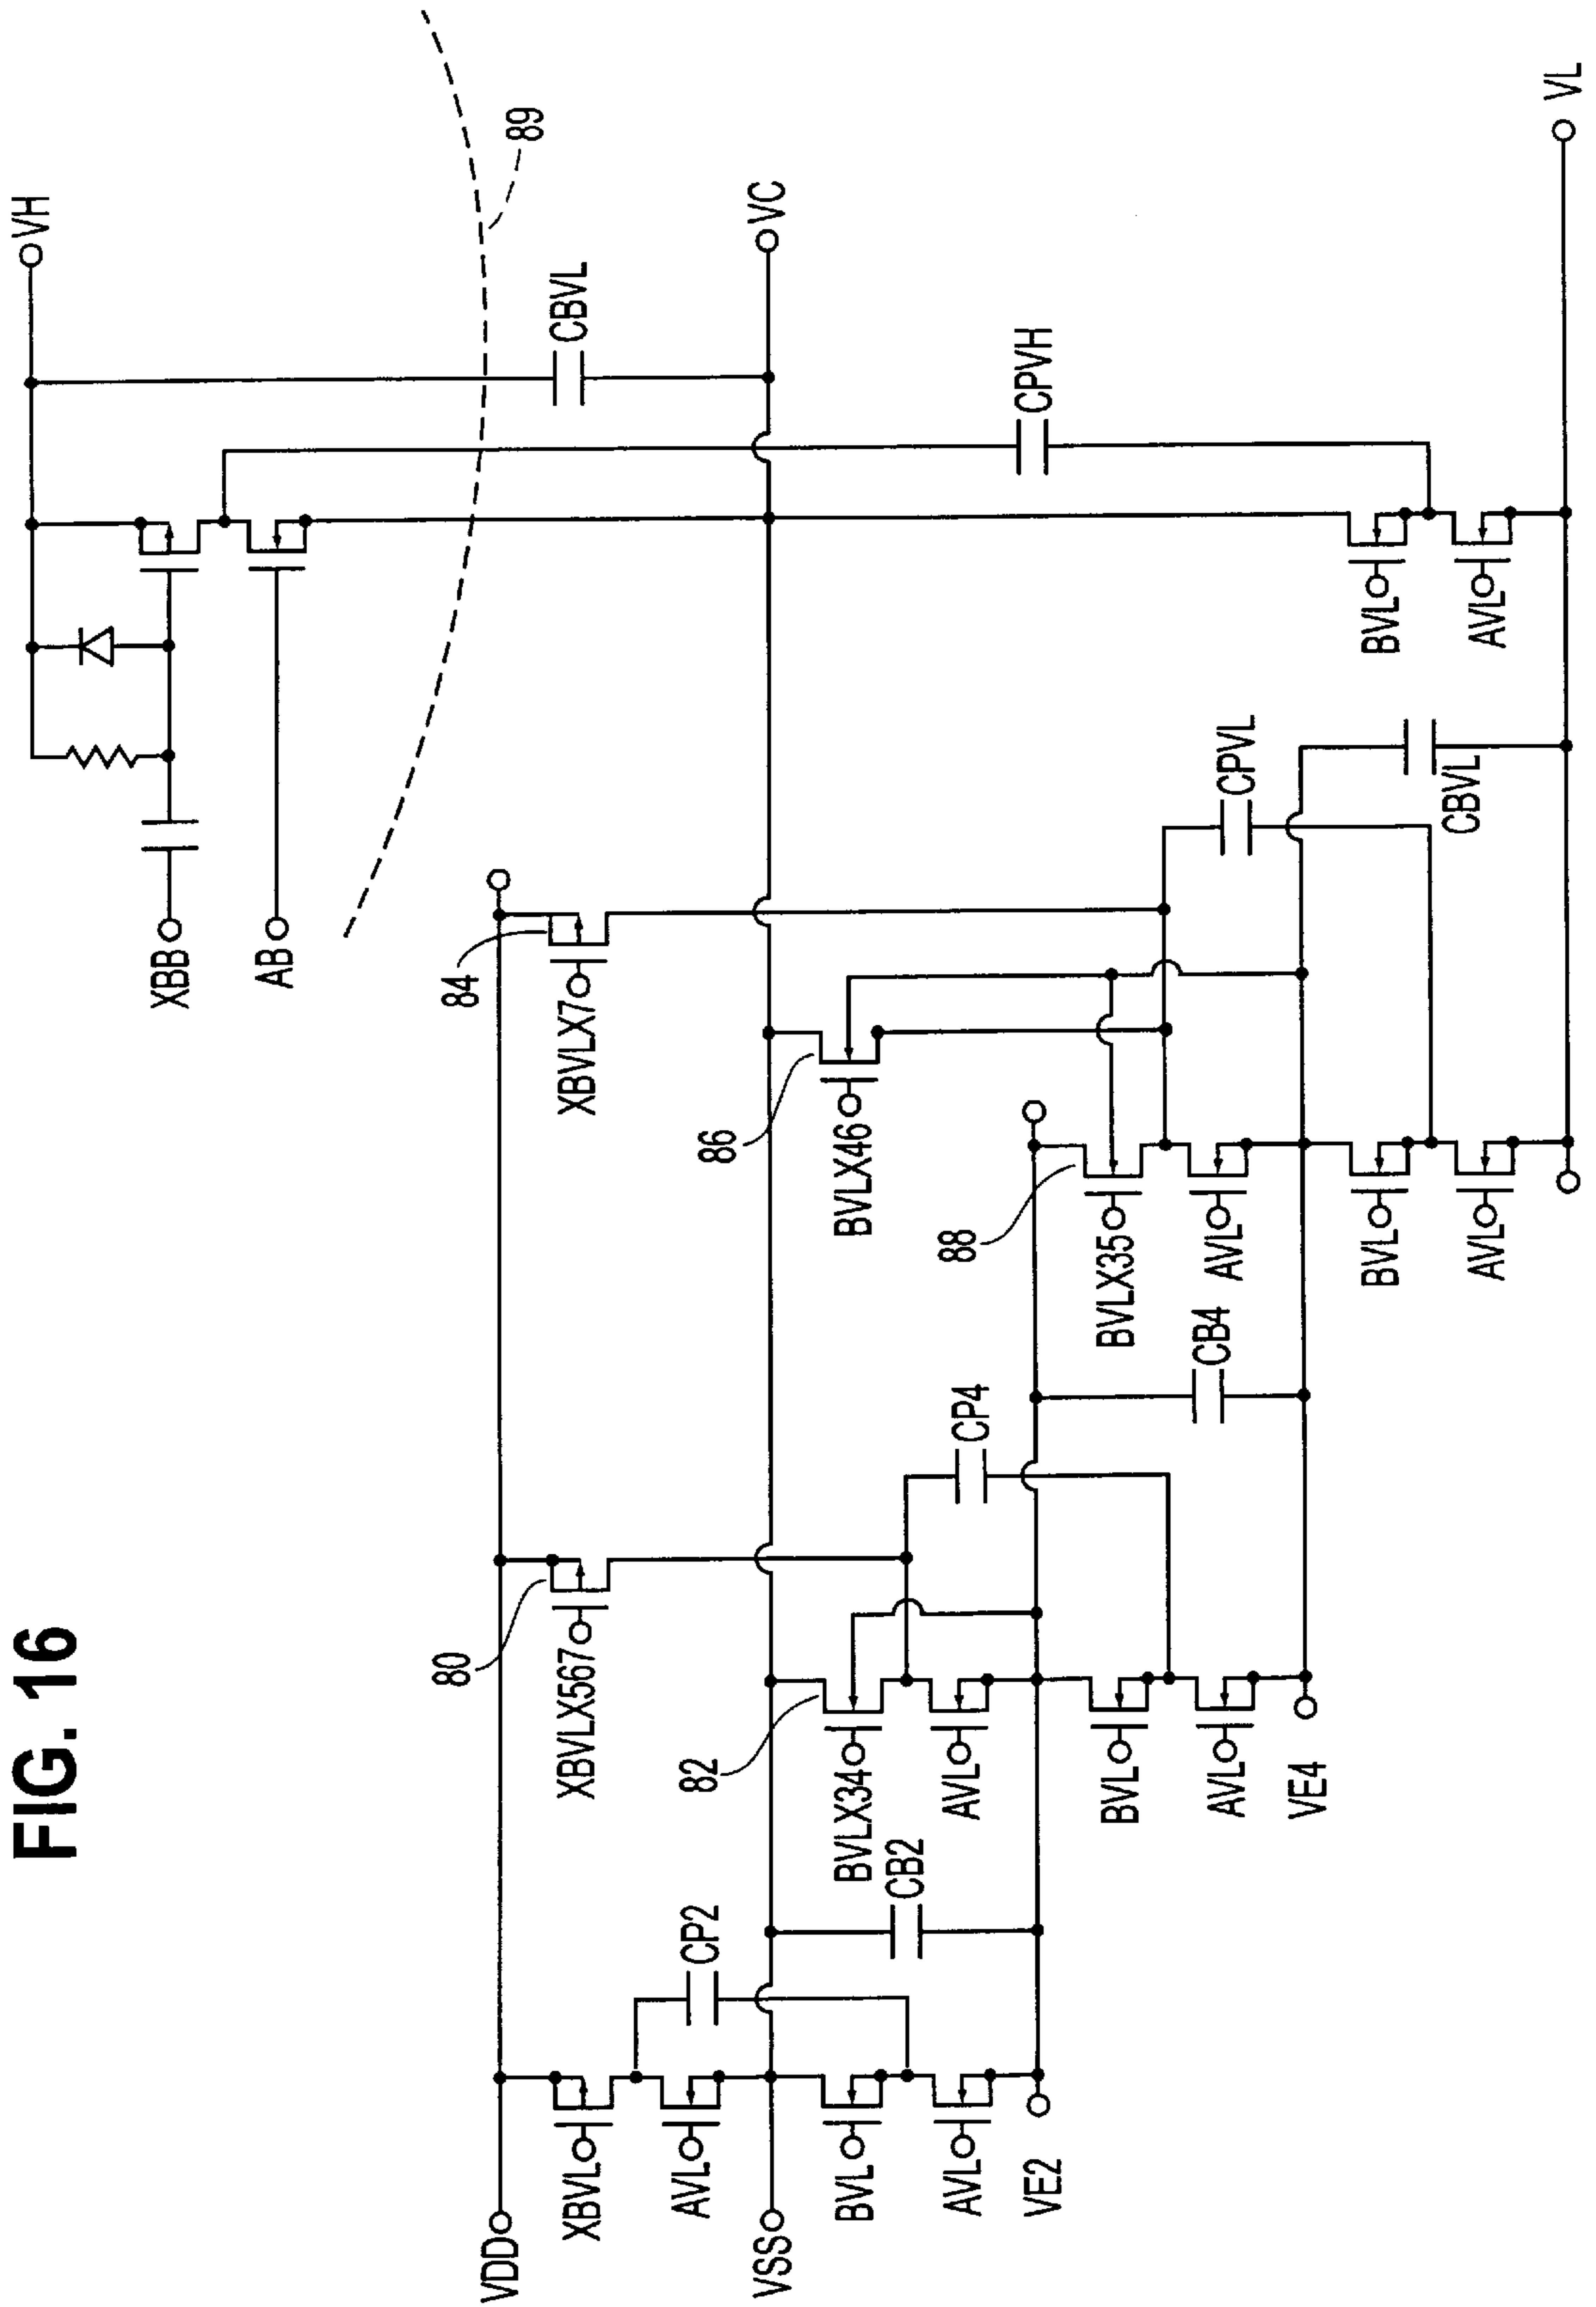 FIG. 16
VH
89
XBB
AB
CBVL
VC
84
XBVLX7
80
XBVLX567
VDD
XBVL
AVL
CP2
VSS
86
BVLX46
CPVH
82
BVLX34
AVL
CB2
BVL
AVL
VE2
CP4
88
BVLX35
AVL
CPVL
CB4
BVL
AVL
VE4
BVL
AVL
CBVL
BVL
AVL
VL